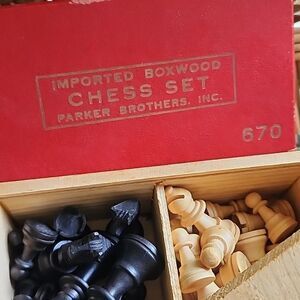 IMPORTED BOXWOOD
CHESS SET
PARKER BROTHERS, INC.
670